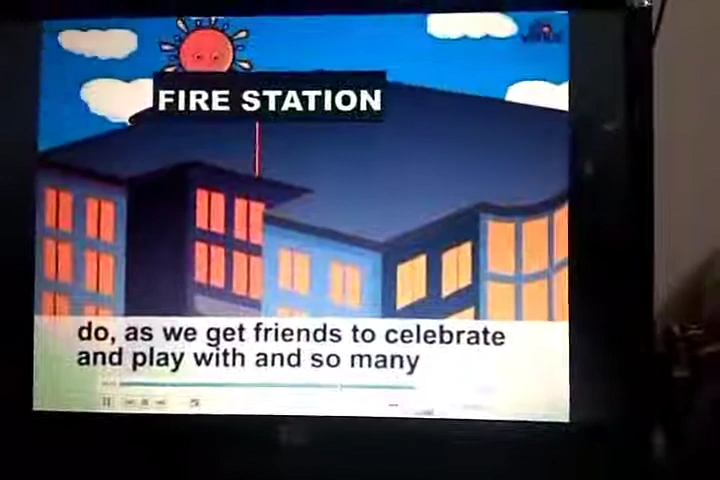 FIRE STATION
do, as we get friends to celebrate
and play with and so many